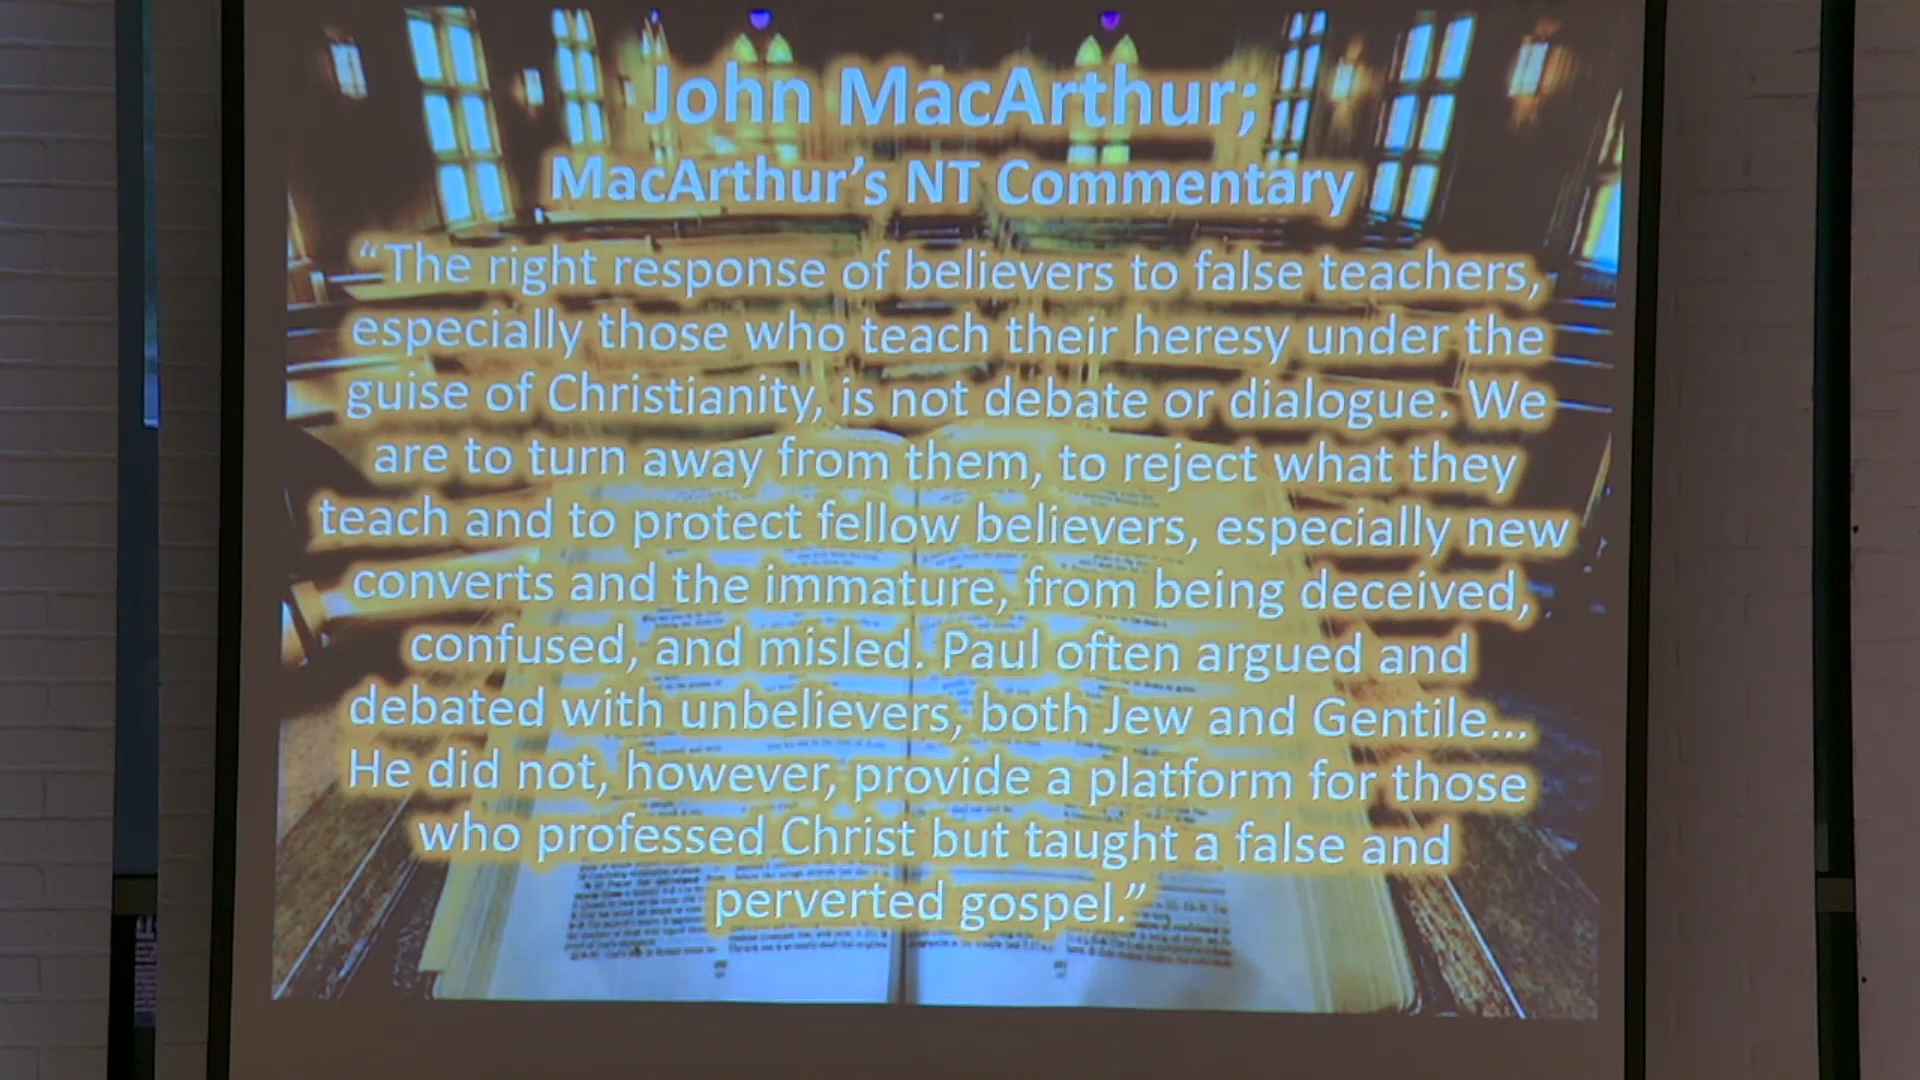 John MacArthur;
MacArthur's NT Commentary
“The right response of believers to false teachers,
especially those who teach their heresy under the
guise of Christianity, is not debate or dialogue. We
are to turn away from them, to reject what they
teach and to protect fellow believers, especially new
converts and the immature, from being deceived,
confused, and misled. Paul often argued and
debated with unbelievers, both Jew and Gentile...
He did not, however, provide a platform for those
who professed Christ but taught a false and
perverted gospel.”